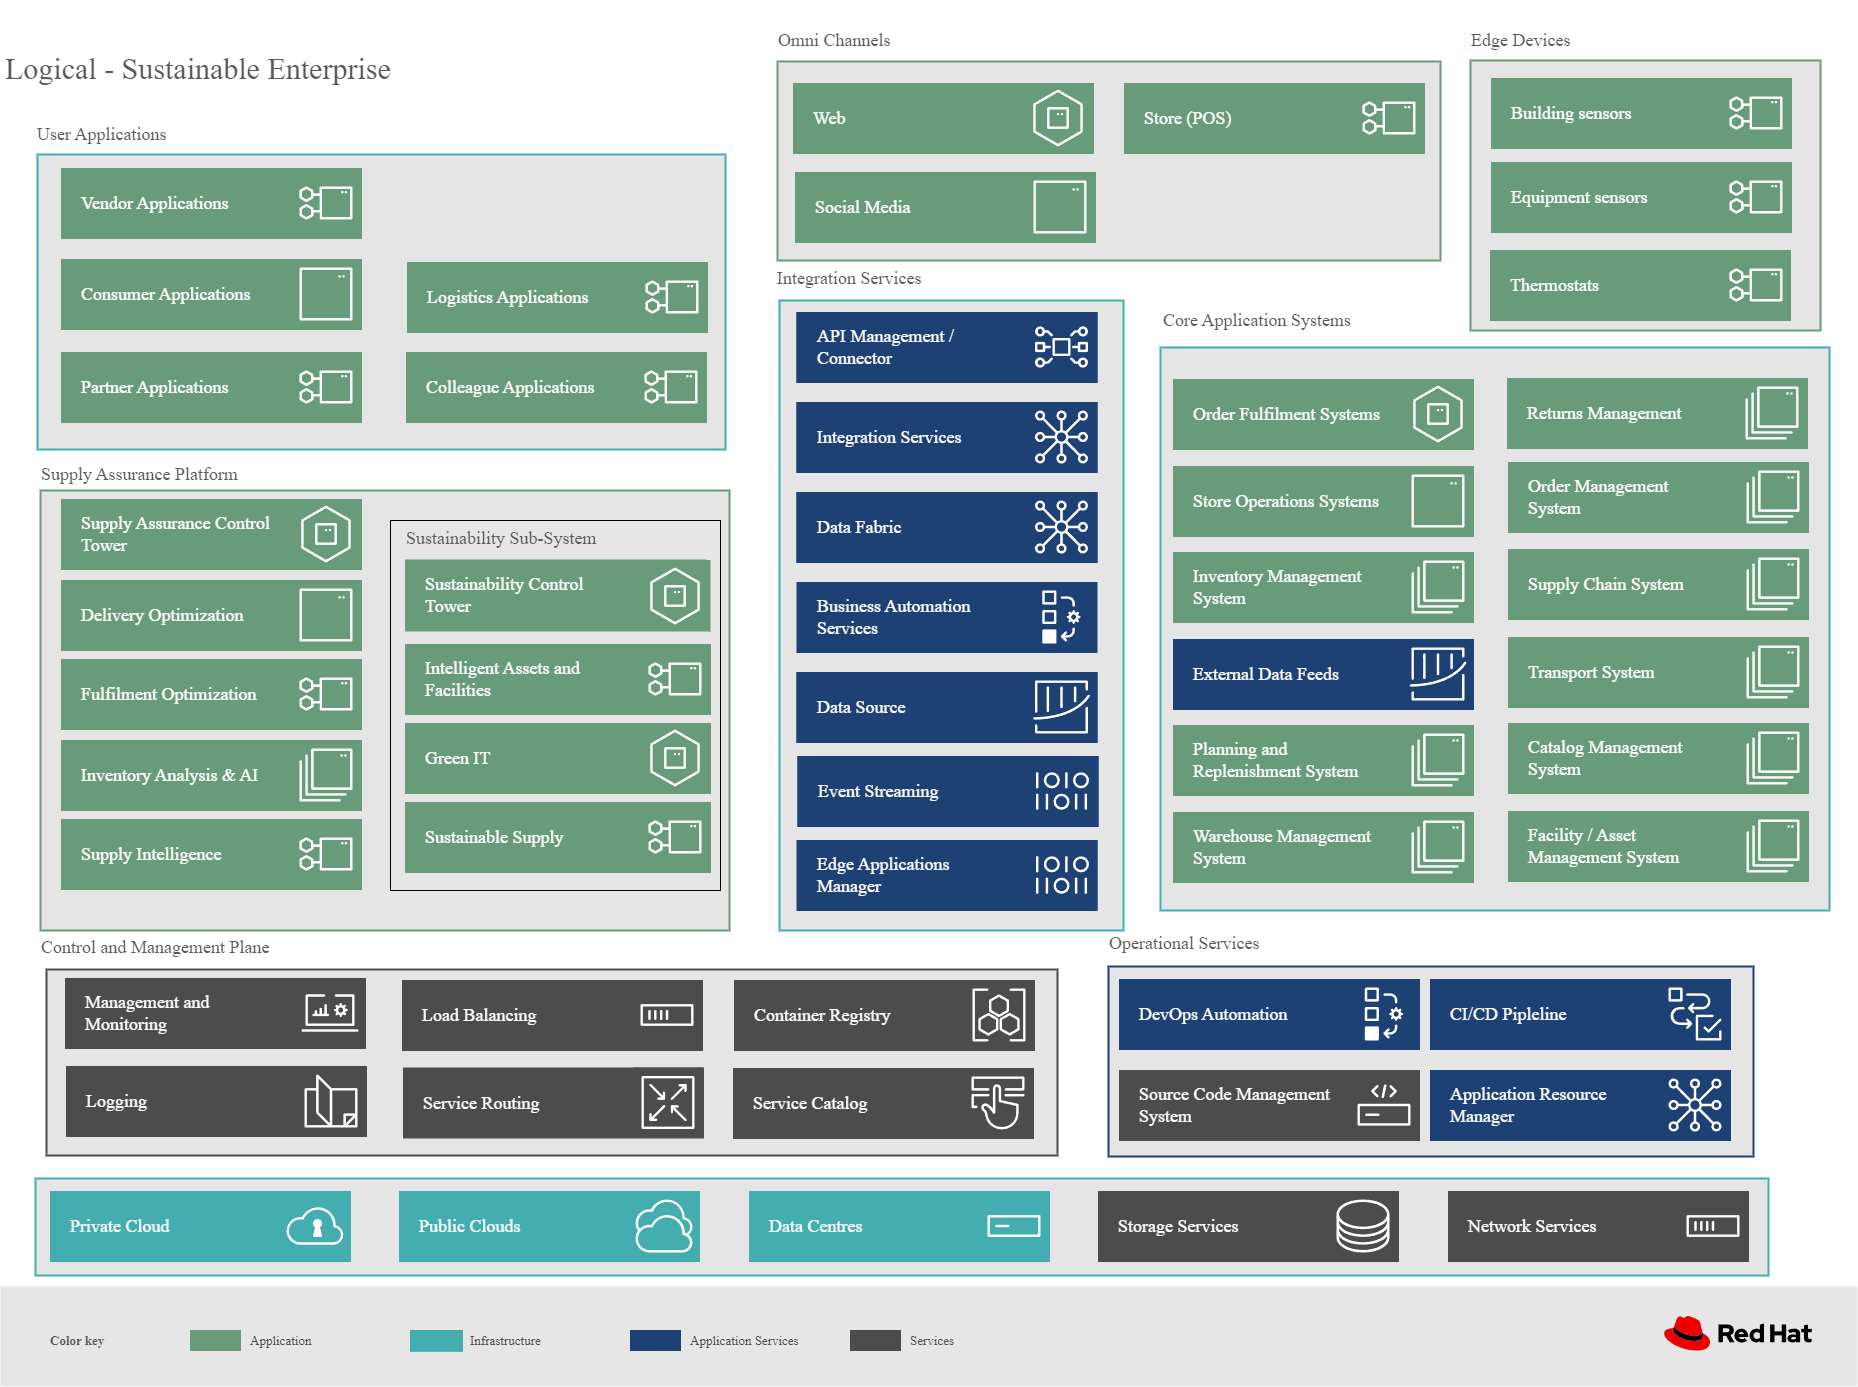 Logical - Sustainable Enterprise
User Applications
Vendor Applications
Consumer Applications
Logistics Applications
Partner Applications
Colleague Applications
Supply Assurance Platform
Supply Assurance Control
Tower
Delivery Optimization
Fulfilment Optimization
Inventory Analysis & AI
Supply Intelligence
Sustainability Sub-System
Sustainability Control
Tower
Intelligent Assets and
Facilities
Green IT
Sustainable Supply
Omni Channels
Web
Store (POS)
Social Media
Edge Devices
Building sensors
Equipment sensors
Thermostats
Integration Services
API Management /
Connector
Integration Services
Data Fabric
Business Automation
Services
Data Source
Event Streaming
Edge Applications
Manager
Core Application Systems
Order Fulfilment Systems
Returns Management
Store Operations Systems
Order Management
System
Inventory Management
System
Supply Chain System
External Data Feeds
Transport System
Planning and
Replenishment System
Catalog Management
System
Warehouse Management
System
Facility / Asset
Management System
Control and Management Plane
Management and
Monitoring
Load Balancing
Container Registry
Logging
Service Routing
Service Catalog
Operational Services
DevOps Automation
CI/CD Pipleline
Source Code Management
System
Application Resource
Manager
Private Cloud
Public Clouds
Data Centres
Storage Services
Network Services
Color key
Application
Infrastructure
Application Services
Services
Red Hat